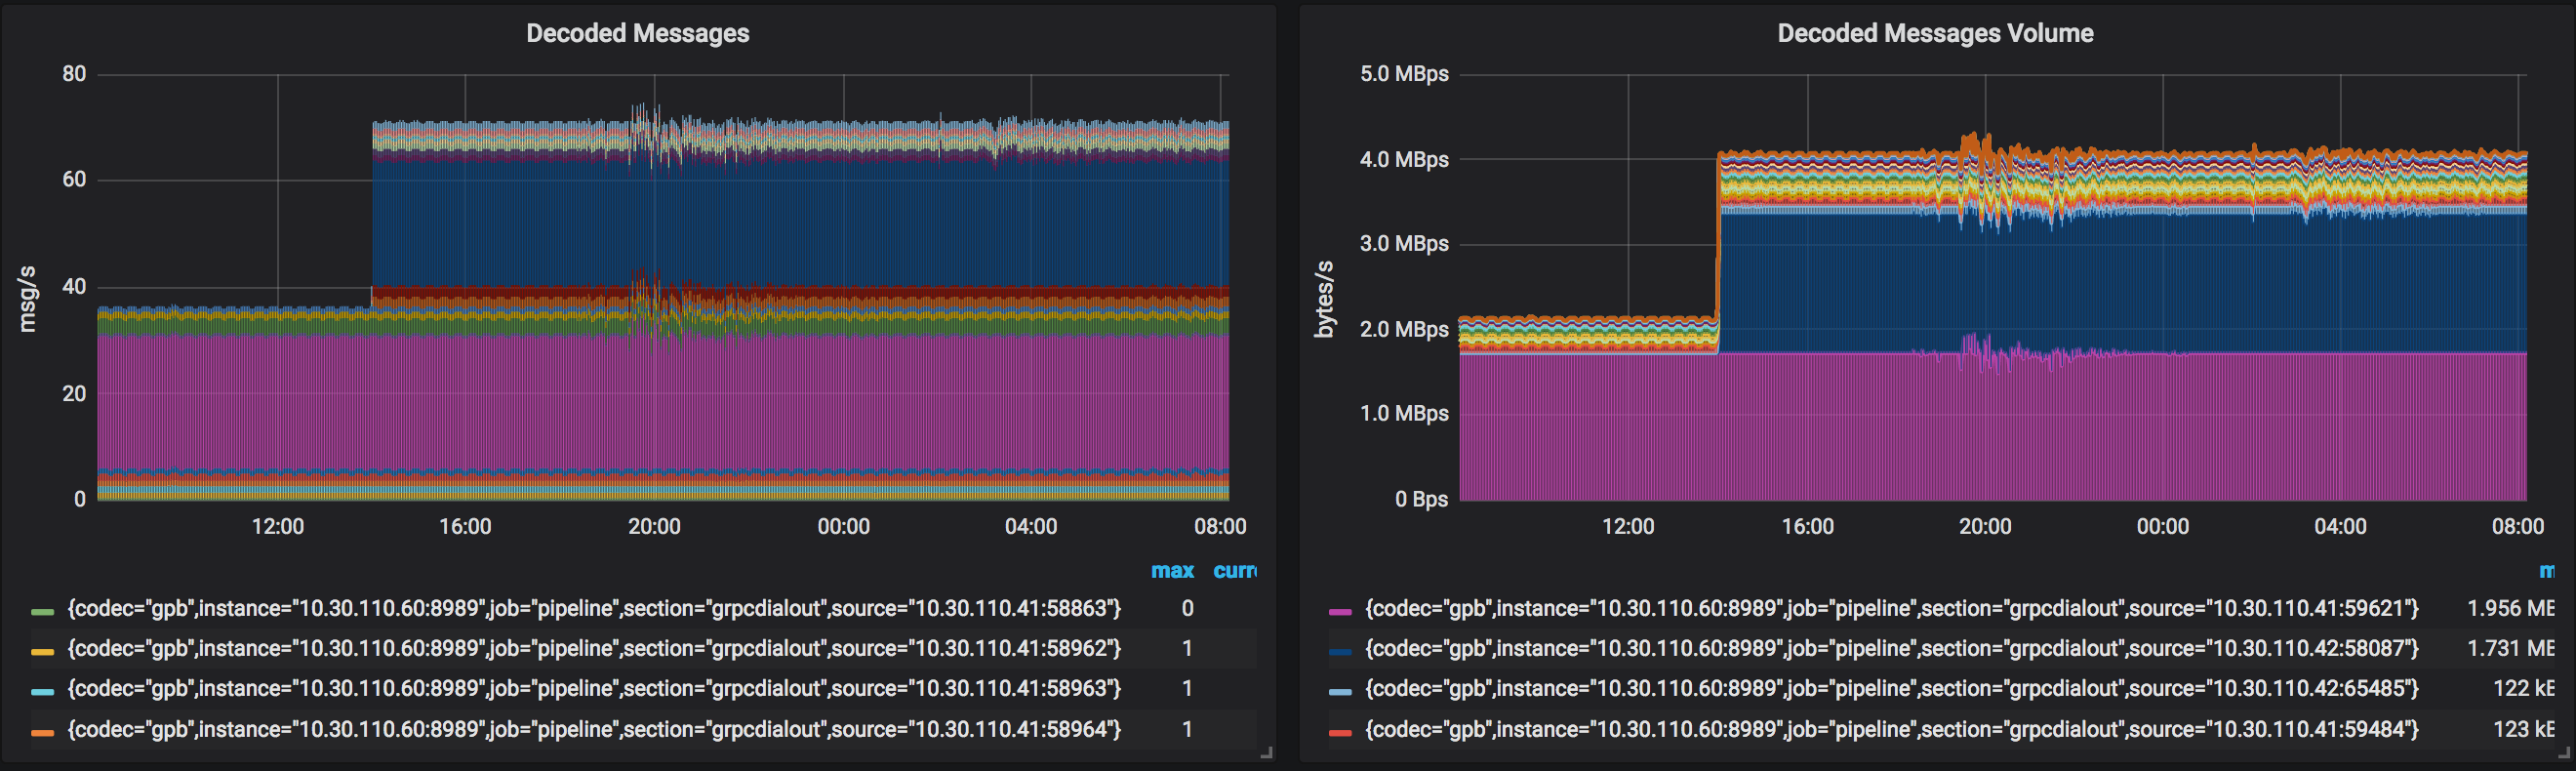 Decoded Messages
80
60
40
20
0
msg/s
12:00 16:00 20:00 00:00 04:00 08:00
max
{codec="gpb",instance="10.30.110.60:8989",job="pipeline",section="grpcdialout",source="10.30.110.41:58863"} 0
{codec="gpb",instance="10.30.110.60:8989",job="pipeline",section="grpcdialout",source="10.30.110.41:58962"} 1
{codec="gpb",instance="10.30.110.60:8989",job="pipeline",section="grpcdialout",source="10.30.110.41:58963"} 1
{codec="gpb",instance="10.30.110.60:8989",job="pipeline",section="grpcdialout",source="10.30.110.41:58964"} 1
Decoded Messages Volume
5.0 MBps
4.0 MBps
3.0 MBps
2.0 MBps
1.0 MBps
0 Bps
bytes/s
12:00 16:00 20:00 00:00 04:00 08:00
{codec="gpb",instance="10.30.110.60:8989",job="pipeline",section="grpcdialout",source="10.30.110.41:59621"} 1.956
{codec="gpb",instance="10.30.110.60:8989",job="pipeline",section="grpcdialout",source="10.30.110.42:58087"} 1.731
{codec="gpb",instance="10.30.110.60:8989",job="pipeline",section="grpcdialout",source="10.30.110.42:65485"} 122
{codec="gpb",instance="10.30.110.60:8989",job="pipeline",section="grpcdialout",source="10.30.110.41:59484"} 123